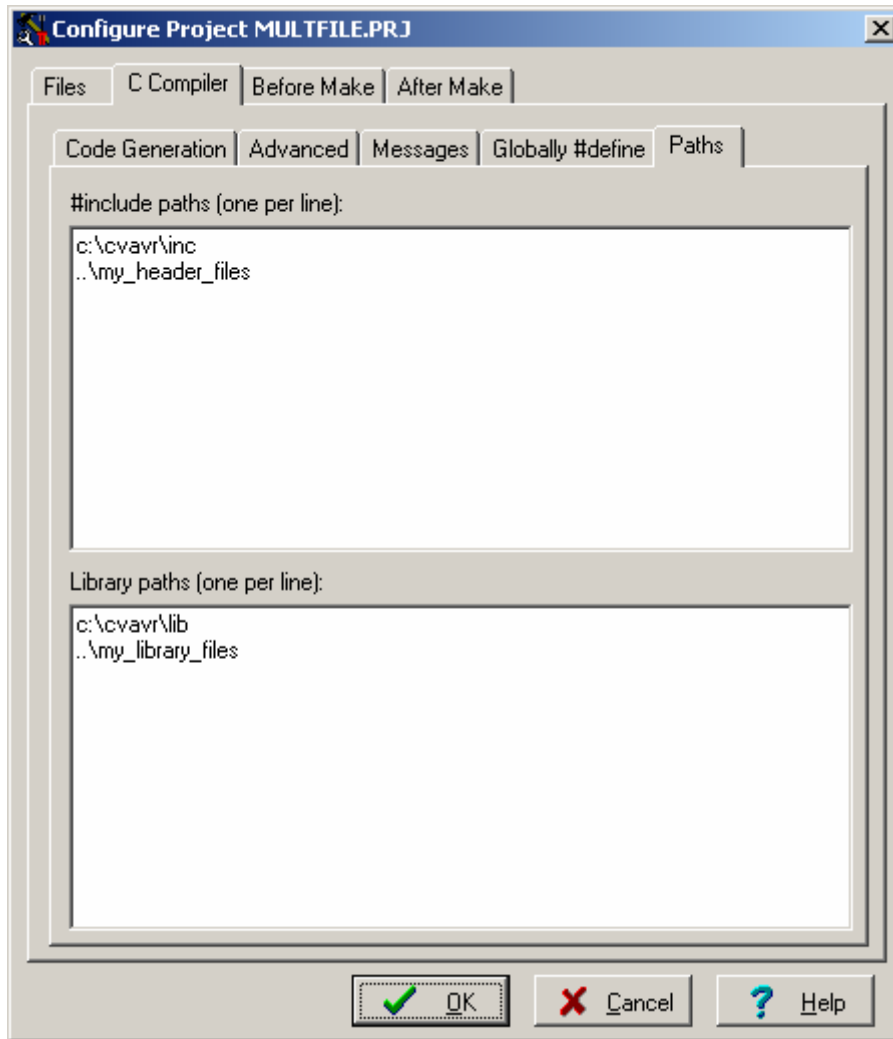 Configure Project MULTFILE.PRJ
Files C Compiler Before Make After Make
Code Generation Advanced Messages Globally #define Paths
#include paths (one per line):
c:\cvavr\inc
..\my_header_files
Library paths (one per line):
c:\cvavr\lib
..\my_library_files
OK Cancel Help